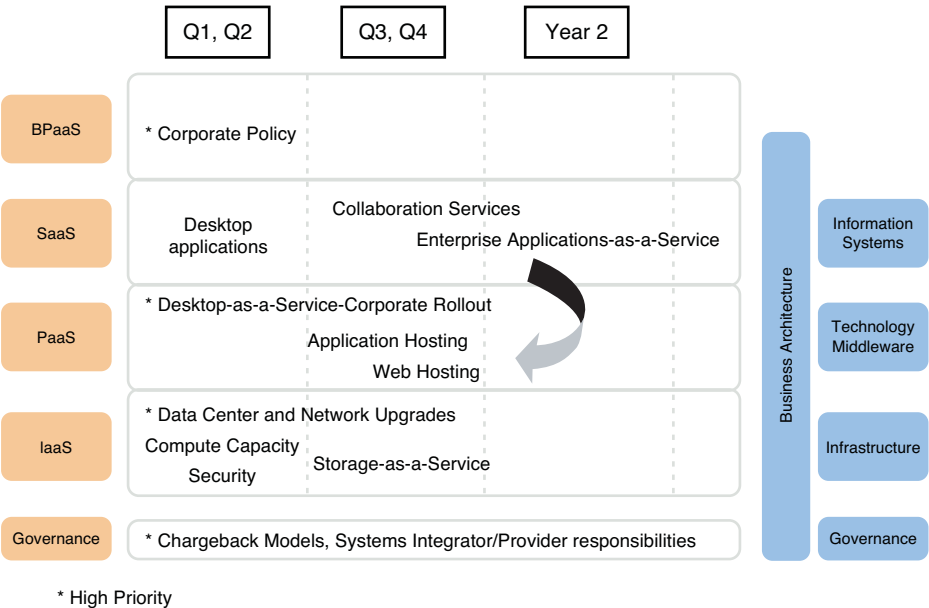 Q1, Q2
Q3, Q4
Year 2
BPaaS
* Corporate Policy
SaaS
Desktop
applications
Collaboration Services
Enterprise Applications-as-a-Service
Information
Systems
PaaS
* Desktop-as-a-Service-Corporate Rollout
Application Hosting
Web Hosting
Business Architecture
Technology
Middleware
IaaS
* Data Center and Network Upgrades
Compute Capacity
Security
Storage-as-a-Service
Infrastructure
Governance
* Chargeback Models, Systems Integrator/Provider responsibilities
Governance
* High Priority